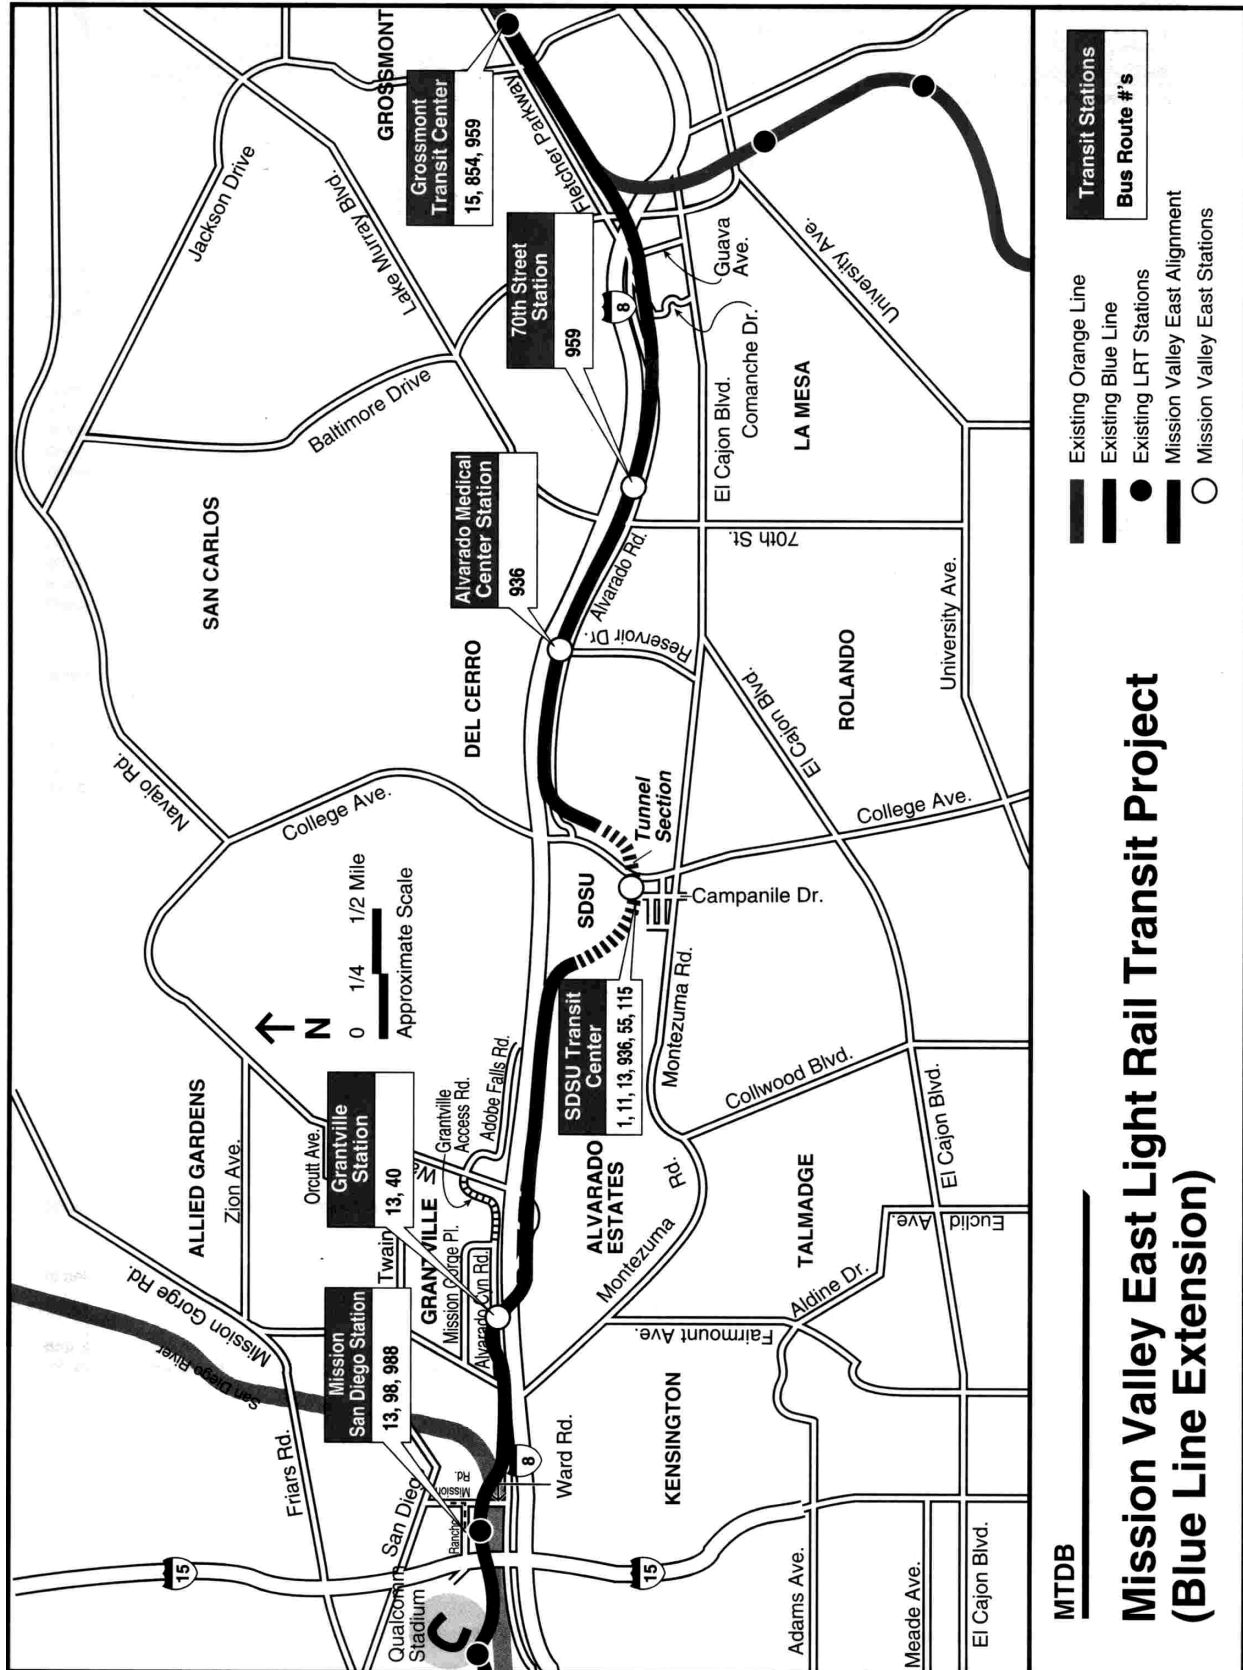 Jackson Drive
Lake Murray Blvd.
GROSSMONT
Grossmont
Transit Center
15, 854, 959
Fletcher Parkway
Baltimore Drive
SAN CARLOS
Navajo Rd.
College Ave.
DEL CERRO
70th Street
Station
959
Alvarado Medical
Center Station
936
8
Guava
Ave.
Comanche Dr.
El Cajon Blvd.
LA MESA
University Ave.
Alvarado Rd.
70th St.
Reservoir Dr.
ROLANDO
University Ave.
El Cajon Blvd.
College Ave.
Tunnel
Section
SDSU
Campanile Dr.
SDSU Transit
Center
1, 11, 13, 936, 55, 115
Montezuma Rd.
Collwood Blvd.
N
0 1/4 1/2 Mile
Approximate Scale
ALLIED GARDENS
Zion Ave.
Orcutt Ave.
Mission Gorge Rd.
San Diego River
Friars Rd.
Grantville
Station
13, 40
Mission
San Diego Station
13, 98, 988
Twain
Wa
GRANTVILLE
Mission Gorge Pl.
Alvarado Cyn Rd.
Grantville
Access Rd.
Adobe Falls Rd.
ALVARADO
ESTATES
Montezuma
Rd.
Fairmount Ave.
Aldine Dr.
TALMADGE
Euclid
Ave.
El Cajon Blvd.
KENSINGTON
Ward Rd.
8
San Diego
Mission
Rd.
Rancho
15
15
Qualcomm
Stadium
Adams Ave.
Meade Ave.
El Cajon Blvd.
MTDB
Mission Valley East Light Rail Transit Project
(Blue Line Extension)
Existing Orange Line
Existing Blue Line
Existing LRT Stations
Mission Valley East Alignment
Mission Valley East Stations
Transit Stations
Bus Route #'s